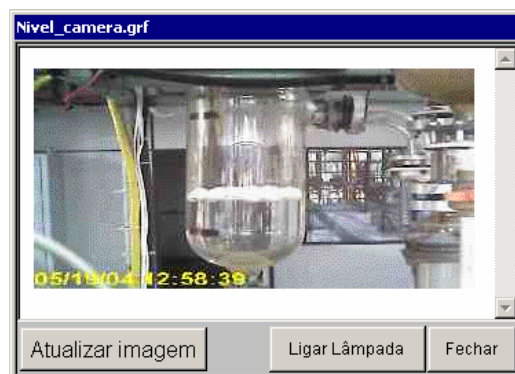 Nivel_camera.grf
05/19/04 12:58:39
Atualizar imagem
Ligar Lâmpada
Fechar